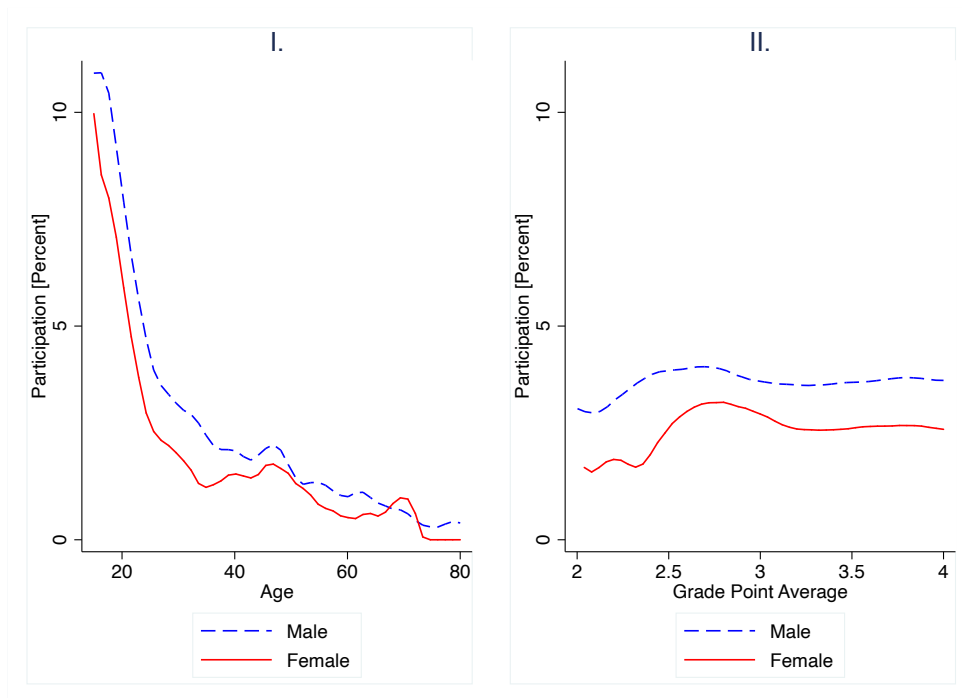 I.
Participation [Percent]
10
5
0
20 40 60 80
Age
Male
Female
II.
Participation [Percent]
10
5
0
2 2.5 3 3.5 4
Grade Point Average
Male
Female